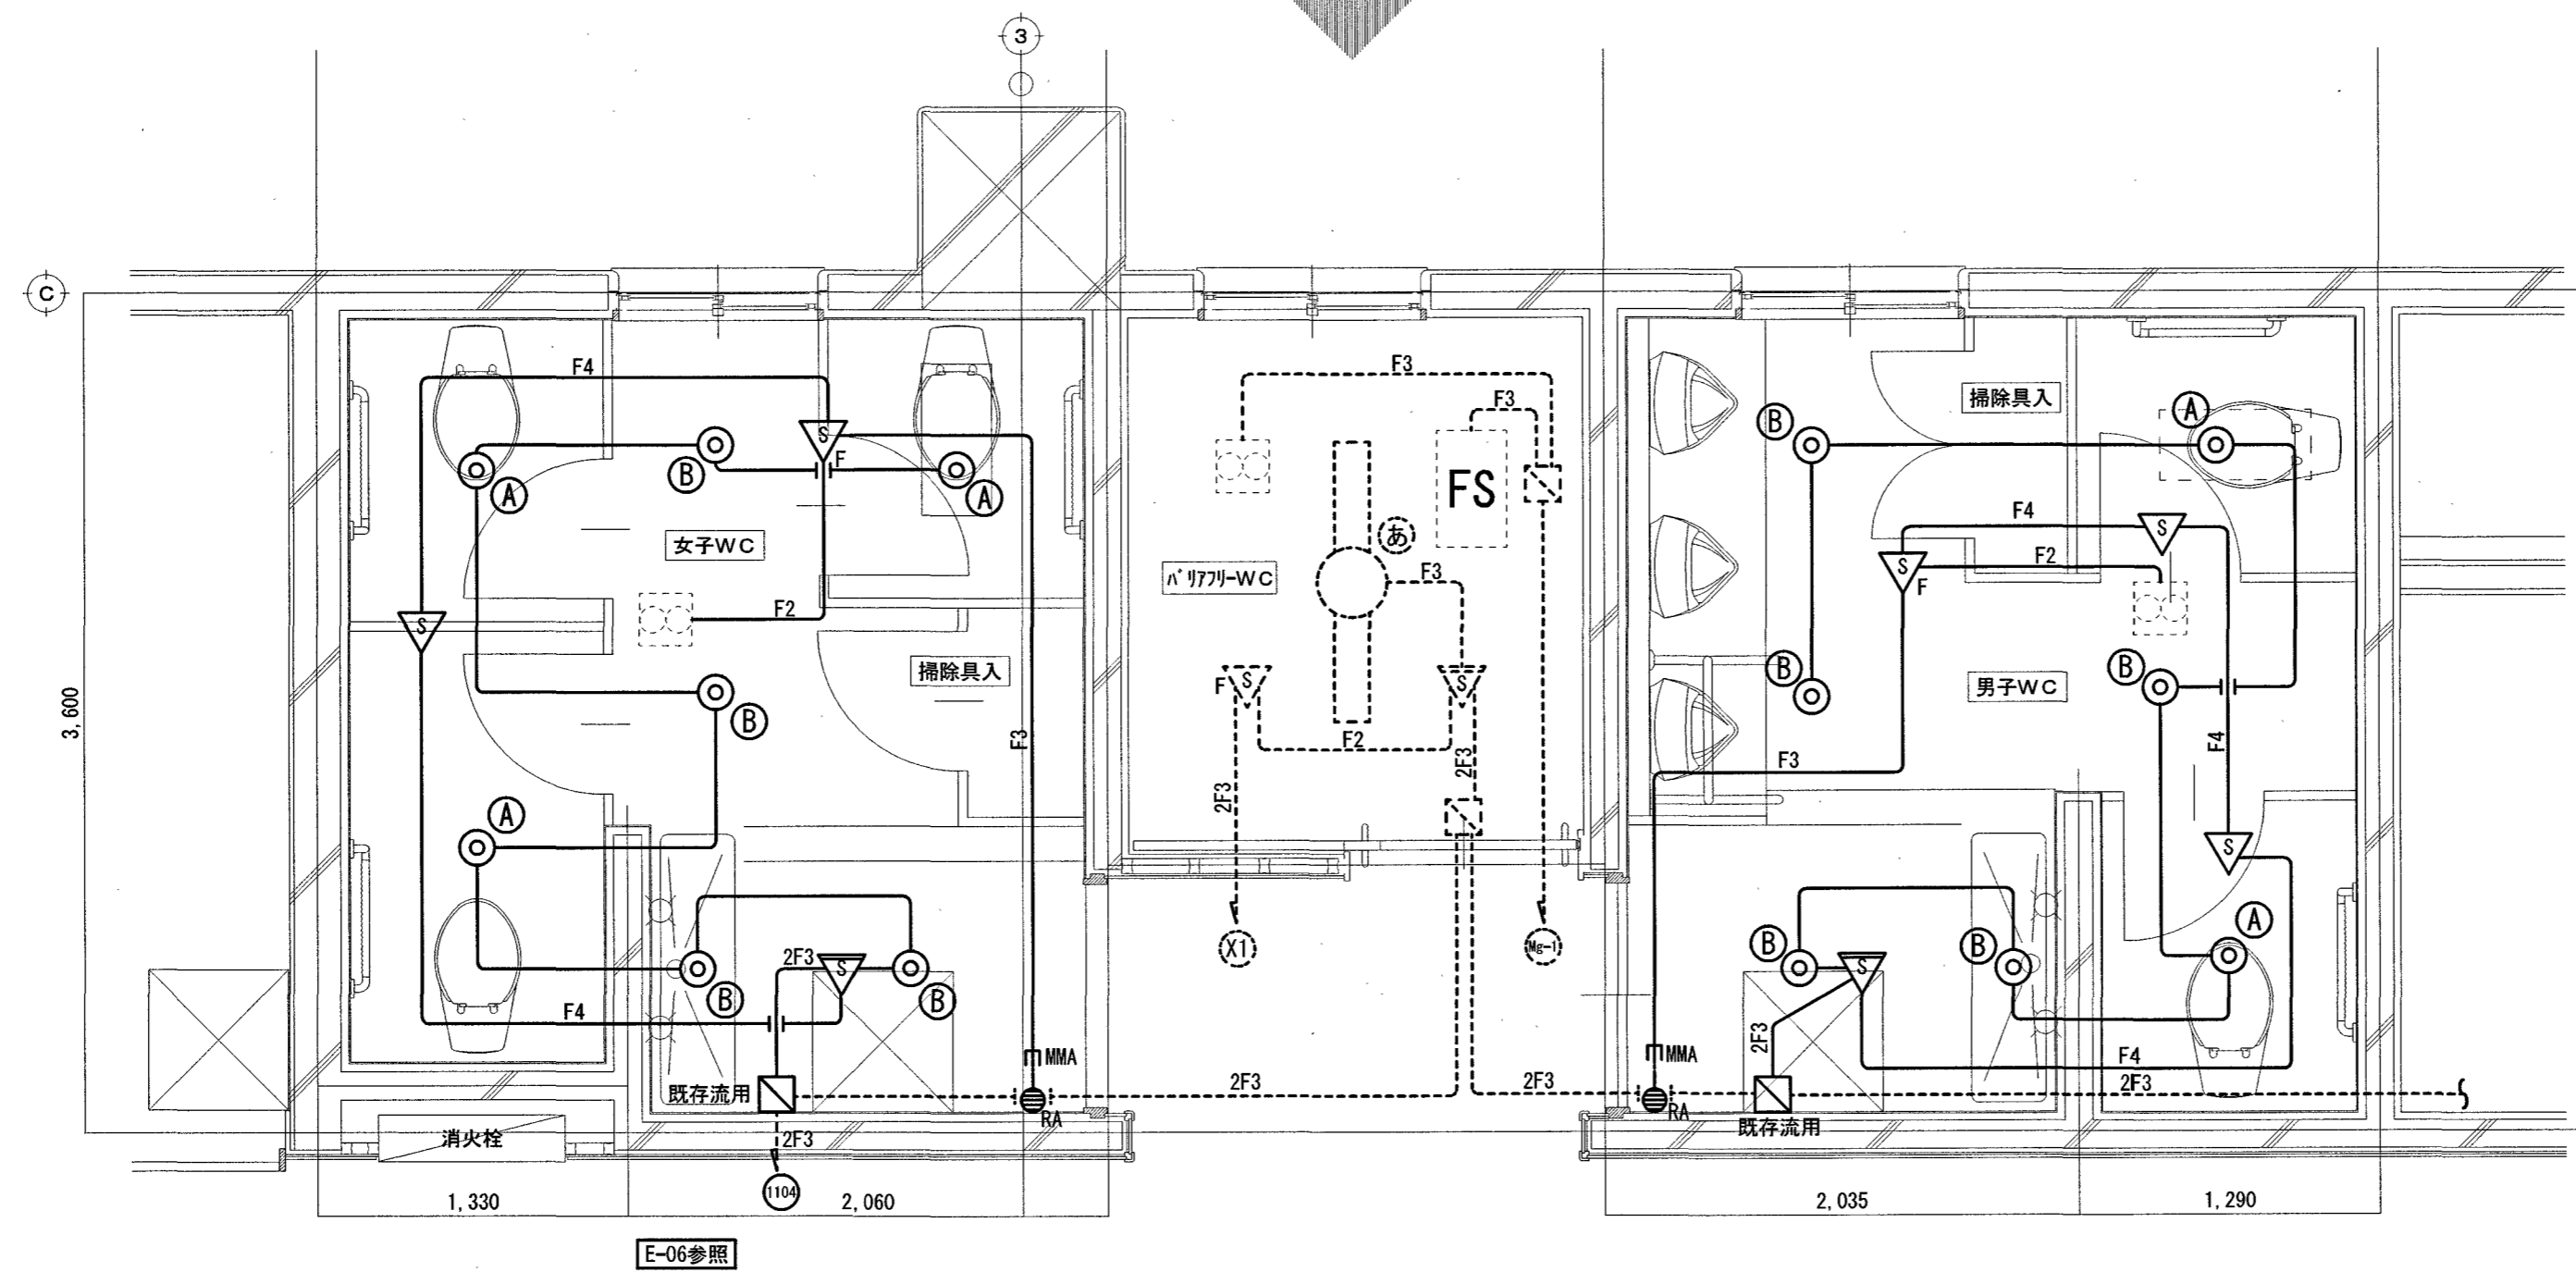 3
C
F4
B
S
F
A
A
女子WC
F2
S
掃除具入
B
F3
3,600
A
2F3
S
B
B
F4
MMA
既存流用
RA
2F3
消火栓
2F3
1104
1,330
2,060
E-06参照
F3
F3
FS
あ
バリアフリーWC
F3
F
S
S
F2
2F3
2F3
X1
Mg-1
B
掃除具入
A
F4
S
S
F
F2
B
B
男子WC
F3
F4
S
A
B
S
B
2F3
MMA
F4
2F3
RA
2F3
既存流用
2,035
1,290